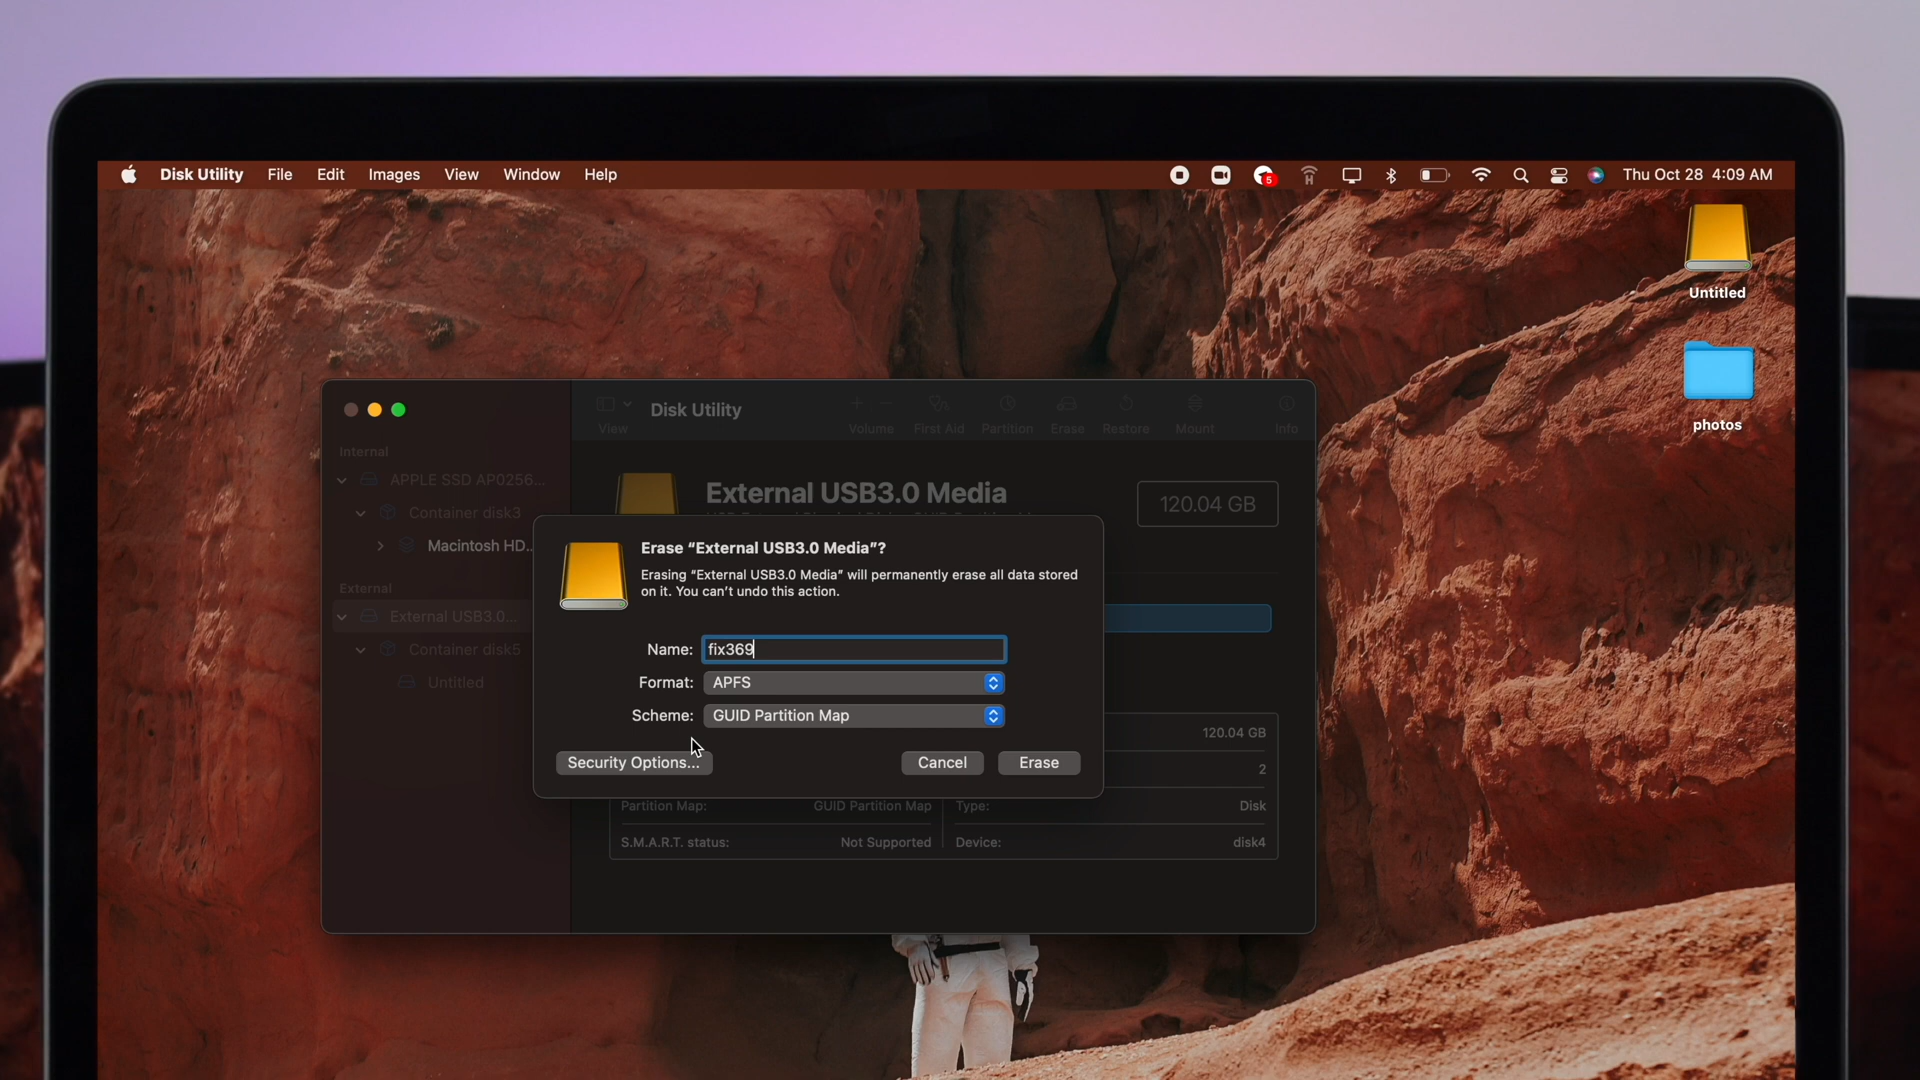 Disk Utility File Edit Images View Window Help
5
Thu Oct 28 4:09 AM
Untitled
photos
Disk Utility
View
Volume First Aid Partition Erase Restore Mount Info
Internal
APPLE SSD AP0256...
Container disk3
Macintosh HD...
External
External USB3.0...
Container disk5
Untitled
External USB3.0 Media
120.04 GB
Erase “External USB3.0 Media”?
Erasing “External USB3.0 Media” will permanently erase all data stored
on it. You can’t undo this action.
Name: fix369
Format: APFS
Scheme: GUID Partition Map
Security Options...
Cancel
Erase
120.04 GB
2
Partition Map: GUID Partition Map
Type: Disk
S.M.A.R.T. status: Not Supported
Device: disk4